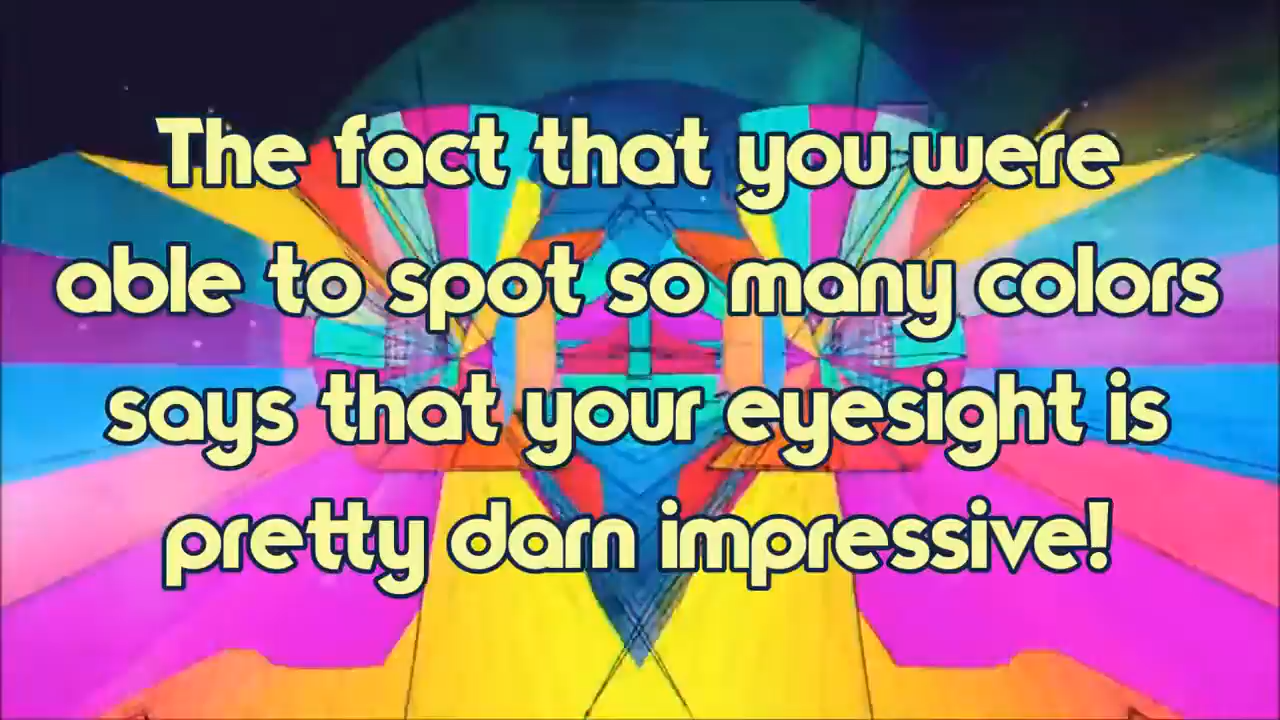 The fact that you were
able to spot so many colors
says that your eyesight is
pretty darn impressive!